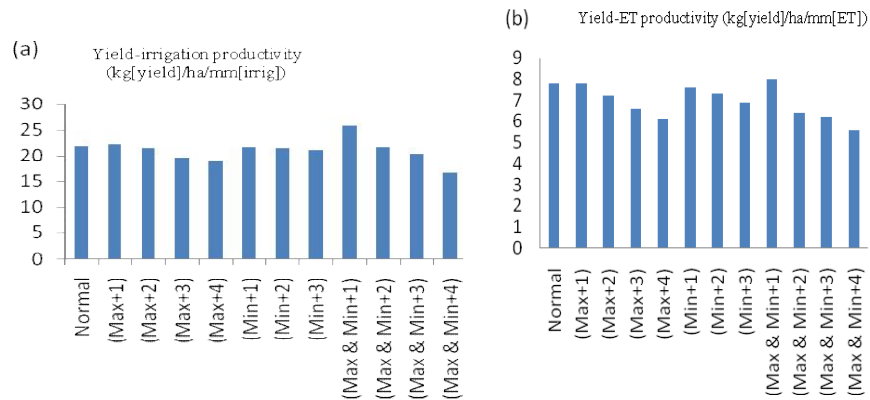 (a)
Yield-irrigation productivity
(kg[yield]/ha/mm[irrig])
30
25
20
15
10
5
0
Normal
(Max+1)
(Max+2)
(Max+3)
(Max+4)
(Min+1)
(Min+2)
(Min+3)
(Max & Min+1)
(Max & Min+2)
(Max & Min+3)
(Max & Min+4)
(b)
Yield-ET productivity (kg[yield]/ha/mm[ET])
9
8
7
6
5
4
3
2
1
0
Normal
(Max+1)
(Max+2)
(Max+3)
(Max+4)
(Min+1)
(Min+2)
(Min+3)
(Max & Min+1)
(Max & Min+2)
(Max & Min+3)
(Max & Min+4)